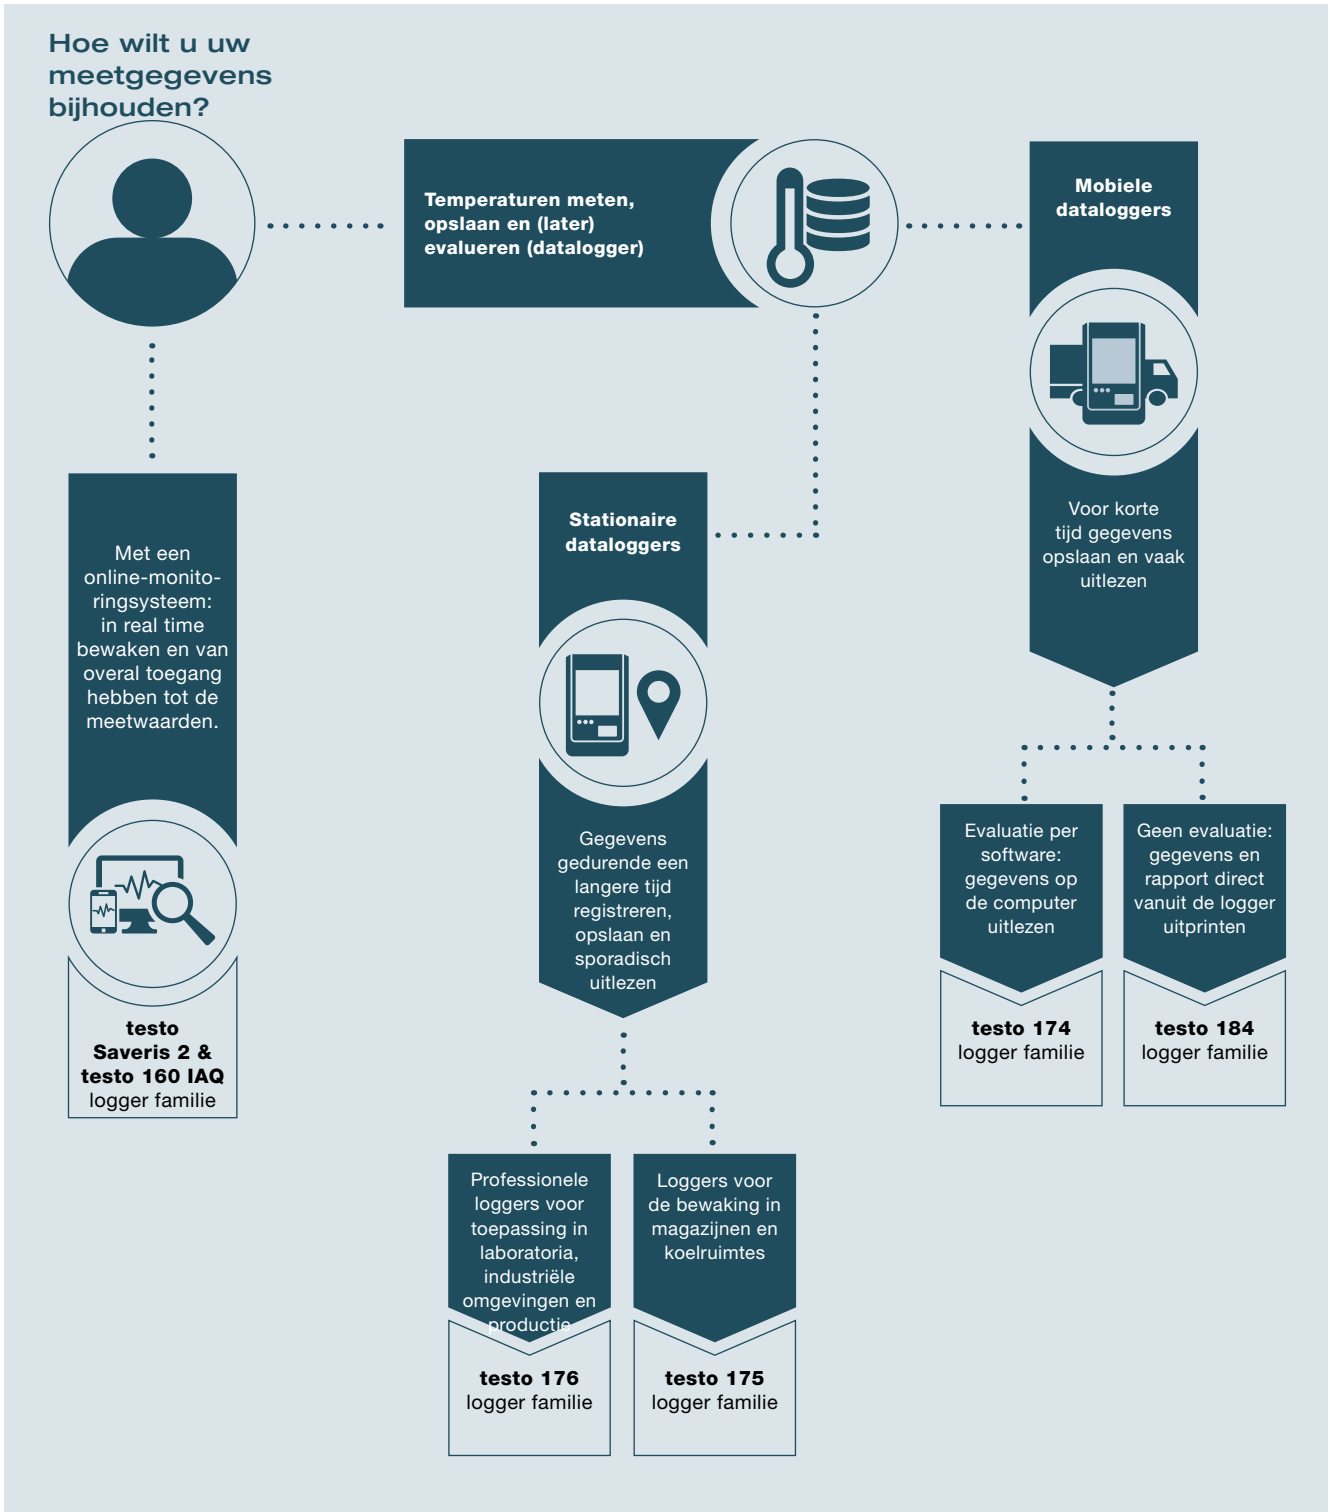 Hoe wilt u uw
meetgegevens
bijhouden?
Temperaturen meten,
opslaan en (later)
evalueren (datalogger)
Mobiele
dataloggers
Voor korte
tijd gegevens
opslaan en vaak
uitlezen
Met een
online-monito-
ringsysteem:
in real time
bewaken en van
overal toegang
hebben tot de
meetwaarden.
testo
Saveris 2 &
testo 160 IAQ
logger familie
Stationaire
dataloggers
Gegevens
gedurende een
langere tijd
registreren,
opslaan en
sporadisch
uitlezen
Evaluatie per
software:
gegevens op
de computer
uitlezen
testo 174
logger familie
Geen evaluatie:
gegevens en
rapport direct
vanuit de logger
uitprinten
testo 184
logger familie
Professionele
loggers voor
toepassing in
laboratoria,
industriële
omgevingen en
productie
testo 176
logger familie
Loggers voor
de bewaking in
magazijnen en
koelruimtes
testo 175
logger familie